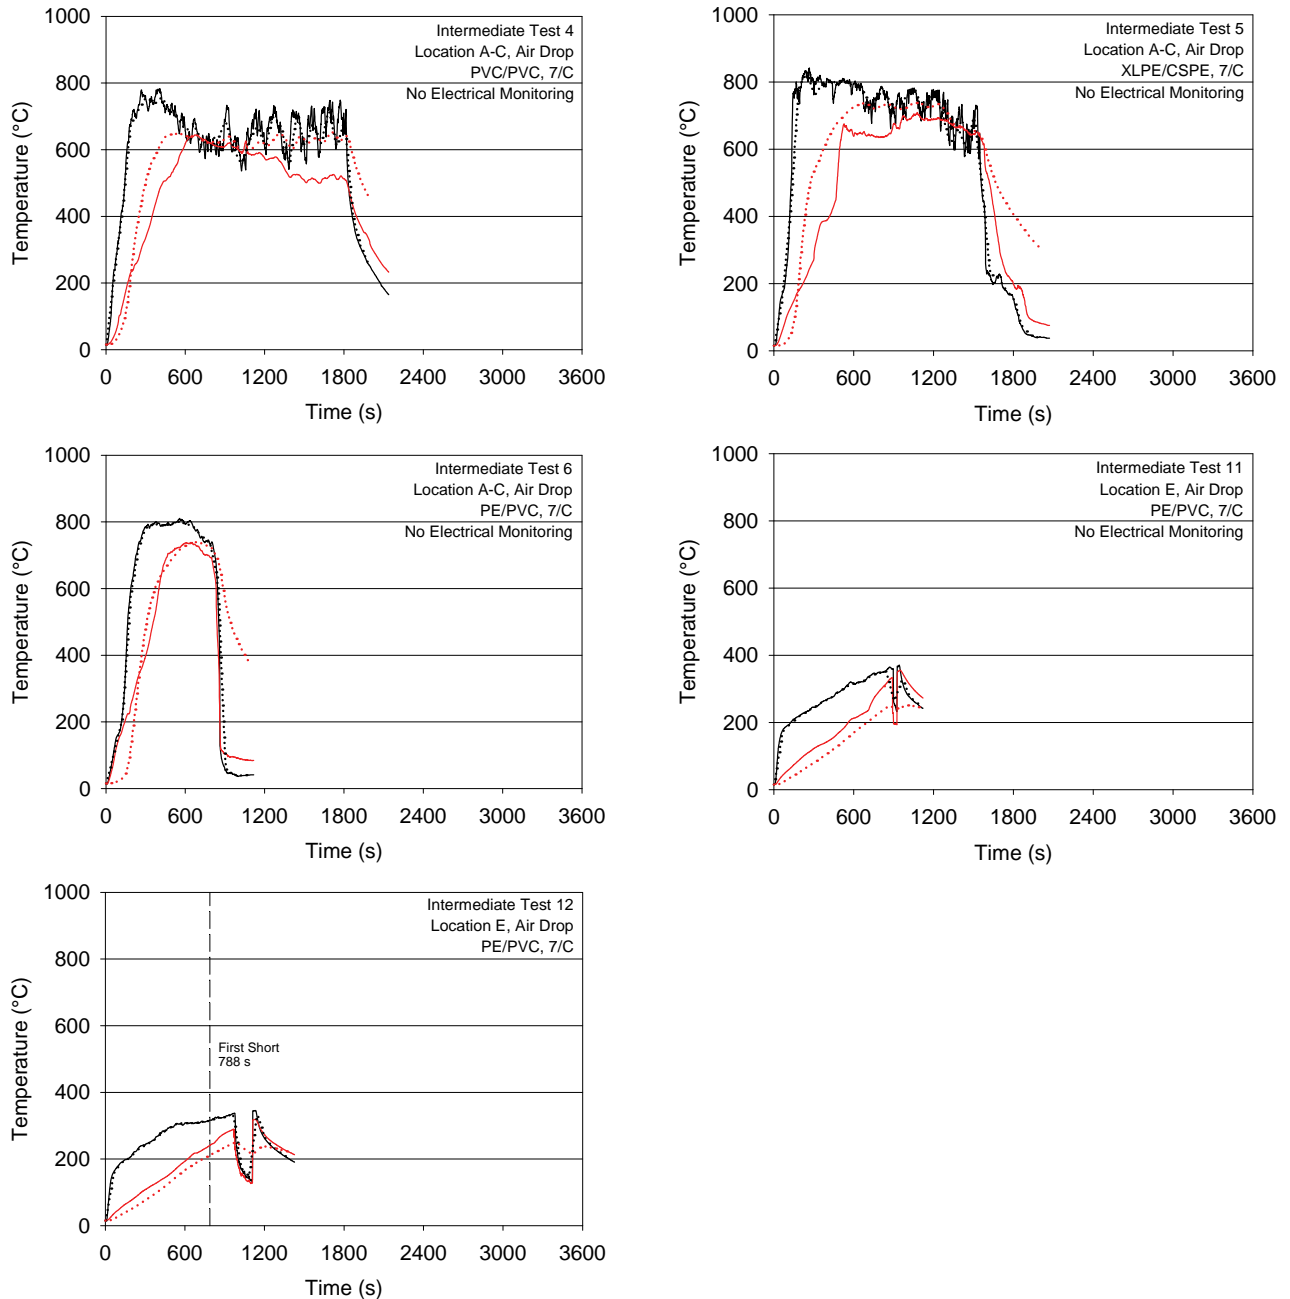 1000
800
600
400
200
0
Temperature (°C)
Intermediate Test 4
Location A-C, Air Drop
PVC/PVC, 7/C
No Electrical Monitoring
0 600 1200 1800 2400 3000 3600
Time (s)
1000
800
600
400
200
0
Temperature (°C)
Intermediate Test 5
Location A-C, Air Drop
XLPE/CSPE, 7/C
No Electrical Monitoring
0 600 1200 1800 2400 3000 3600
Time (s)
1000
800
600
400
200
0
Temperature (°C)
Intermediate Test 6
Location A-C, Air Drop
PE/PVC, 7/C
No Electrical Monitoring
0 600 1200 1800 2400 3000 3600
Time (s)
1000
800
600
400
200
0
Temperature (°C)
Intermediate Test 11
Location E, Air Drop
PE/PVC, 7/C
No Electrical Monitoring
0 600 1200 1800 2400 3000 3600
Time (s)
1000
800
600
400
200
0
Temperature (°C)
Intermediate Test 12
Location E, Air Drop
PE/PVC, 7/C
First Short
788 s
0 600 1200 1800 2400 3000 3600
Time (s)